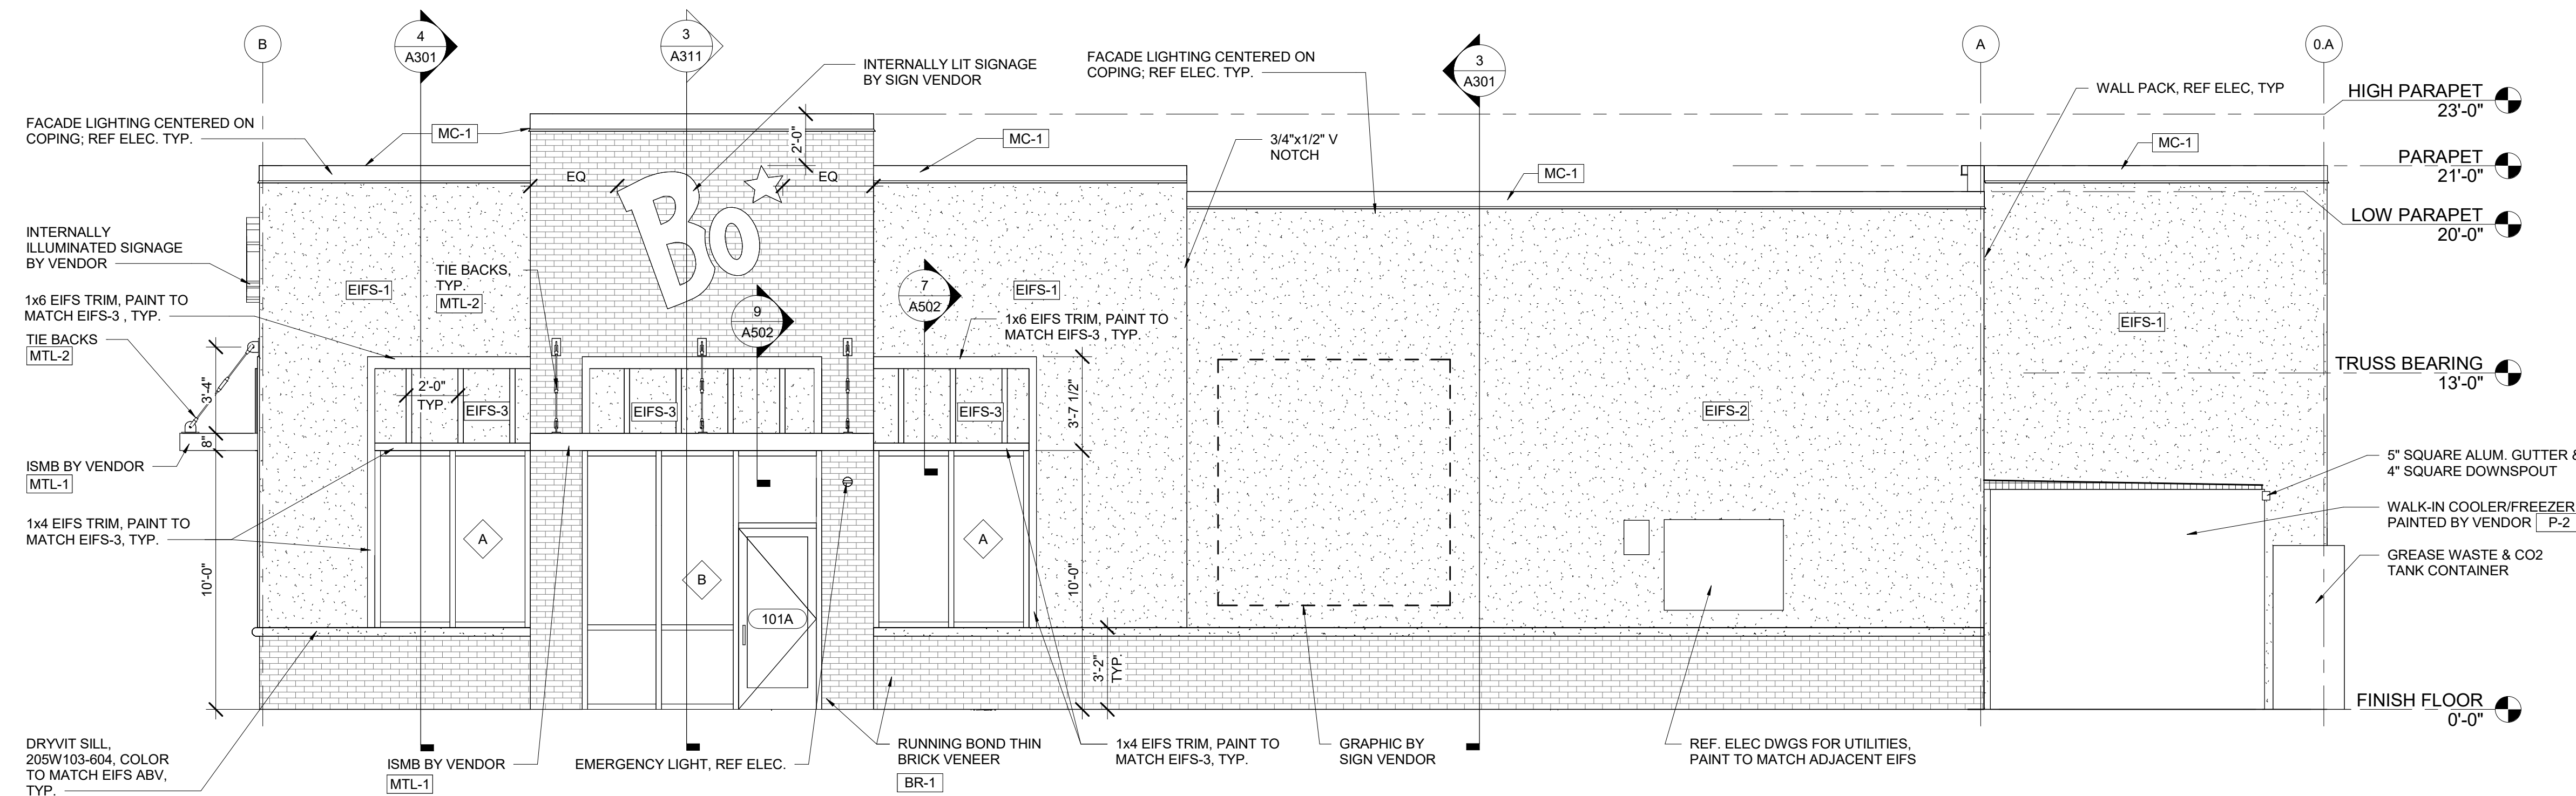 B
4
A301
3
A311
3
A301
A
0.A
INTERNALLY LIT SIGNAGE
BY SIGN VENDOR
FACADE LIGHTING CENTERED ON
COPING; REF ELEC. TYP.
WALL PACK, REF ELEC, TYP
HIGH PARAPET
23'-0"
FACADE LIGHTING CENTERED ON
COPING; REF ELEC. TYP.
MC-1
2'-0"
MC-1
3/4"x1/2" V
NOTCH
MC-1
MC-1
PARAPET
21'-0"
EQ
EQ
Bo
LOW PARAPET
20'-0"
INTERNALLY
ILLUMINATED SIGNAGE
BY VENDOR
EIFS-1
TIE BACKS,
TYP.
MTL-2
7
A502
EIFS-1
9
A502
1x6 EIFS TRIM, PAINT TO
MATCH EIFS-3 , TYP.
1x6 EIFS TRIM, PAINT TO
MATCH EIFS-3 , TYP.
EIFS-1
TIE BACKS
MTL-2
3'-4"
TRUSS BEARING
13'-0"
2'-0"
TYP.
EIFS-3
EIFS-3
EIFS-3
3'-7 1/2"
EIFS-2
8"
ISMB BY VENDOR
MTL-1
5" SQUARE ALUM. GUTTER &
4" SQUARE DOWNSPOUT
WALK-IN COOLER/FREEZER
PAINTED BY VENDOR
P-2
1x4 EIFS TRIM, PAINT TO
MATCH EIFS-3, TYP.
A
A
B
GREASE WASTE & CO2
TANK CONTAINER
10'-0"
10'-0"
101A
3'-2"
TYP.
FINISH FLOOR
0'-0"
DRYVIT SILL,
205W103-604, COLOR
TO MATCH EIFS ABV,
TYP.
ISMB BY VENDOR
MTL-1
EMERGENCY LIGHT, REF ELEC.
RUNNING BOND THIN
BRICK VENEER
BR-1
1x4 EIFS TRIM, PAINT TO
MATCH EIFS-3, TYP.
GRAPHIC BY
SIGN VENDOR
REF. ELEC DWGS FOR UTILITIES,
PAINT TO MATCH ADJACENT EIFS